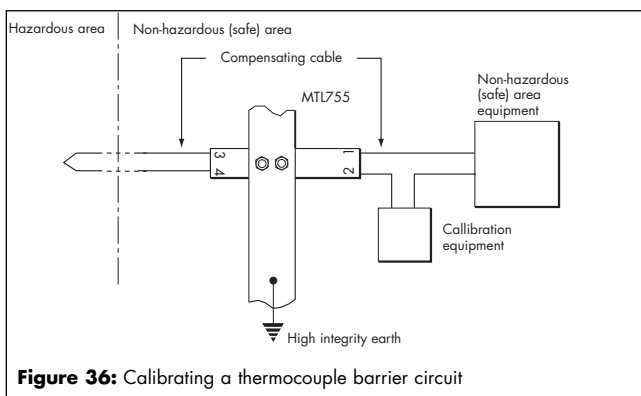 Hazardous area
Non-hazardous (safe) area
Compensating cable
MTL755
Non-hazardous
(safe) area
equipment
3
4
1
2
Callibration
equipment
High integrity earth
Figure 36: Calibrating a thermocouple barrier circuit